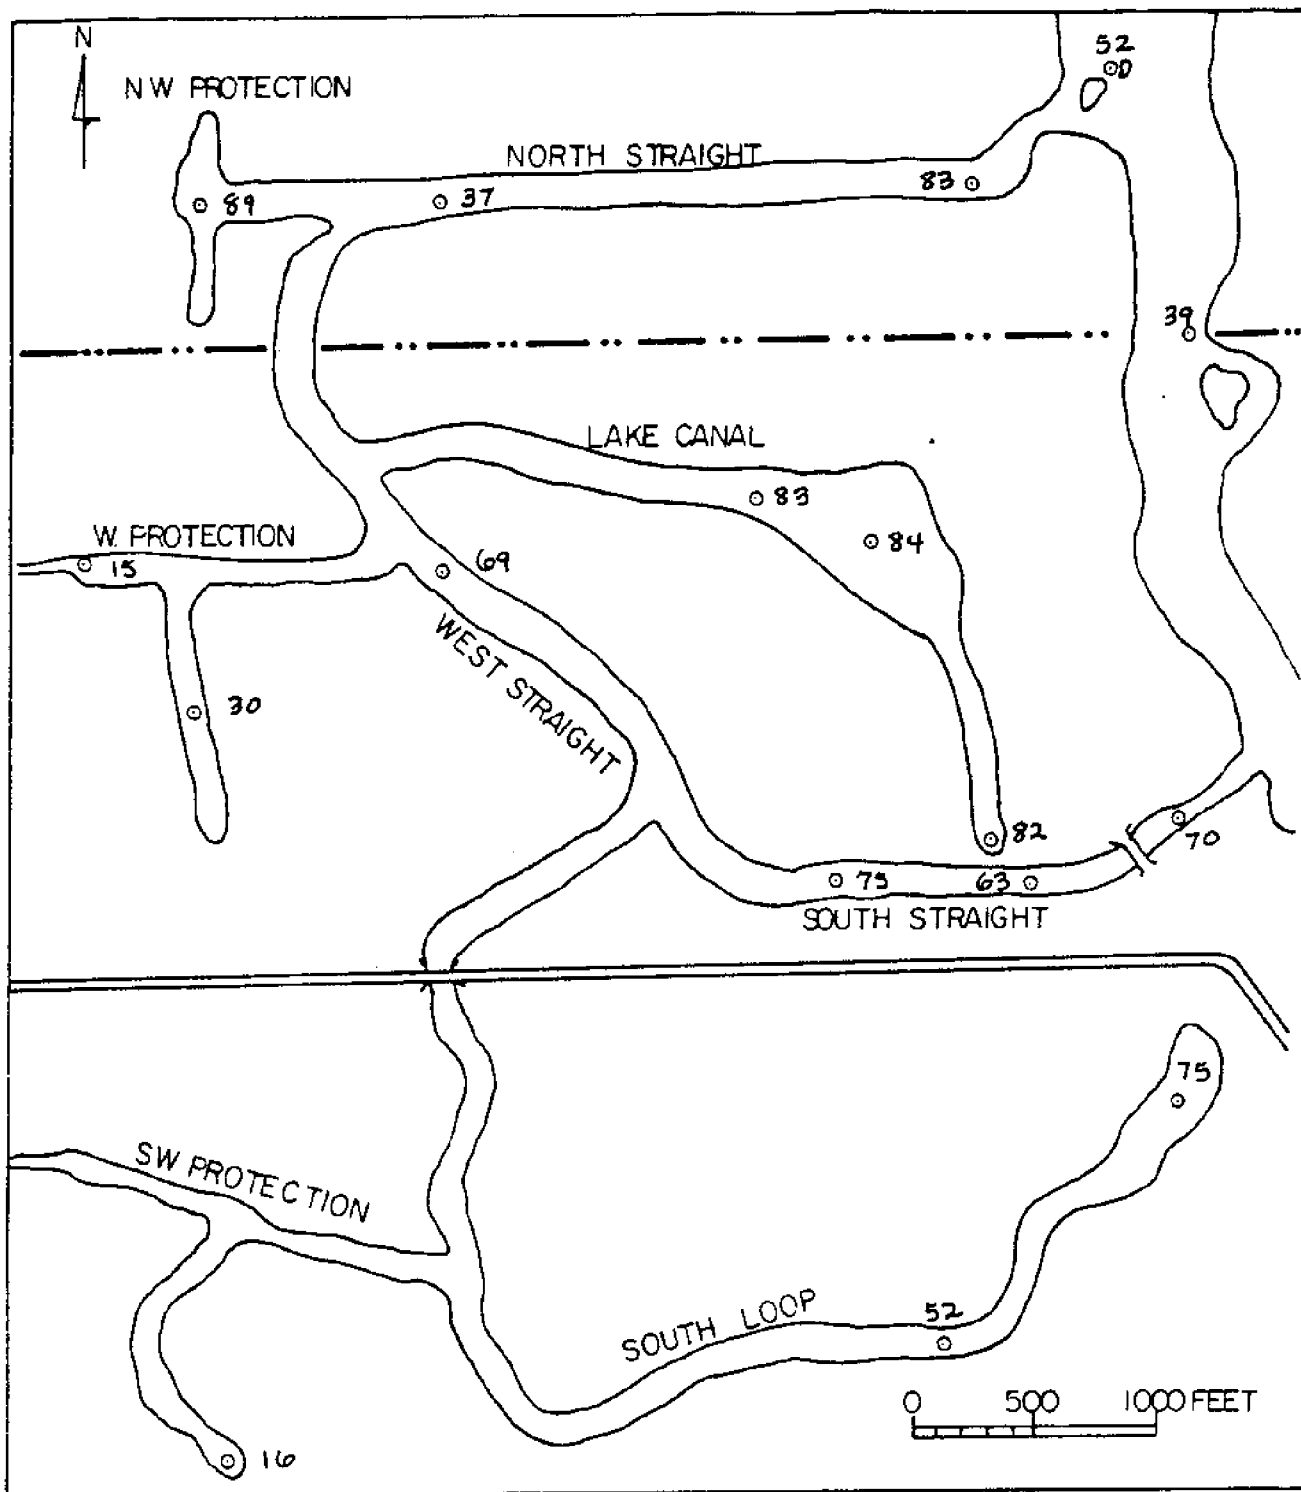 N
52
NW PROTECTION
NORTH STRAIGHT
83
89
37
39
LAKE CANAL
83
84
W. PROTECTION
15
69
WEST STRAIGHT
30
82
70
75
63
SOUTH STRAIGHT
75
SW PROTECTION
SOUTH LOOP
52
0 500 1000 FEET
16